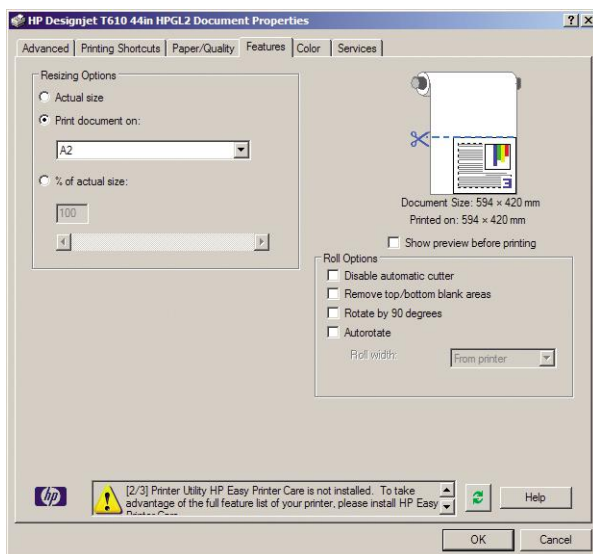 HP Designjet T610 44in HPGL2 Document Properties
Advanced Printing Shortcuts Paper/Quality Features Color Services
Resizing Options
Actual size
Print document on:
A2
% of actual size:
100
3
Document Size: 594 × 420 mm
Printed on: 594 × 420 mm
Show preview before printing
Roll Options
Disable automatic cutter
Remove top/bottom blank areas
Rotate by 90 degrees
Autorotate
Roll width: From printer
hp
[2/3] Printer Utility HP Easy Printer Care is not installed. To take
advantage of the full feature list of your printer, please install HP Easy
Printer Care
Help
OK Cancel